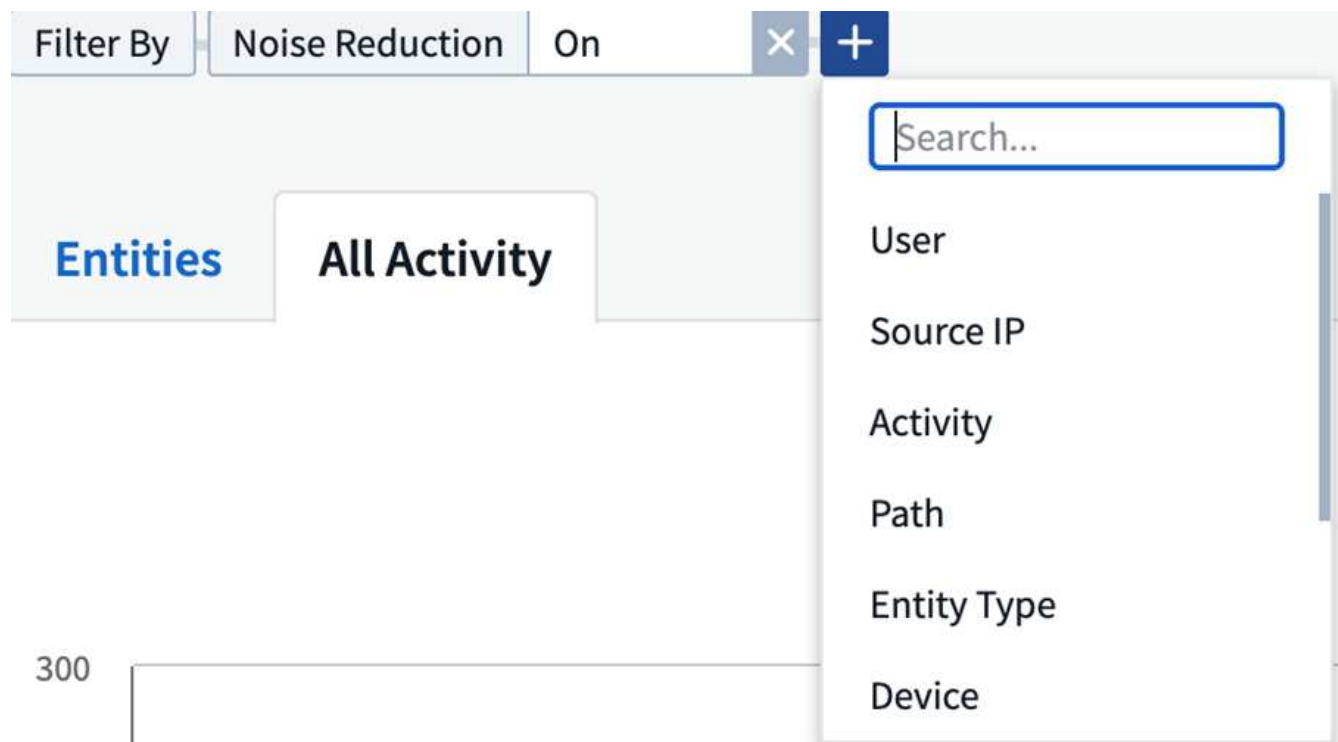 Filter By Noise Reduction On
Search...
Entities All Activity
User
Source IP
Activity
Path
Entity Type
Device
300